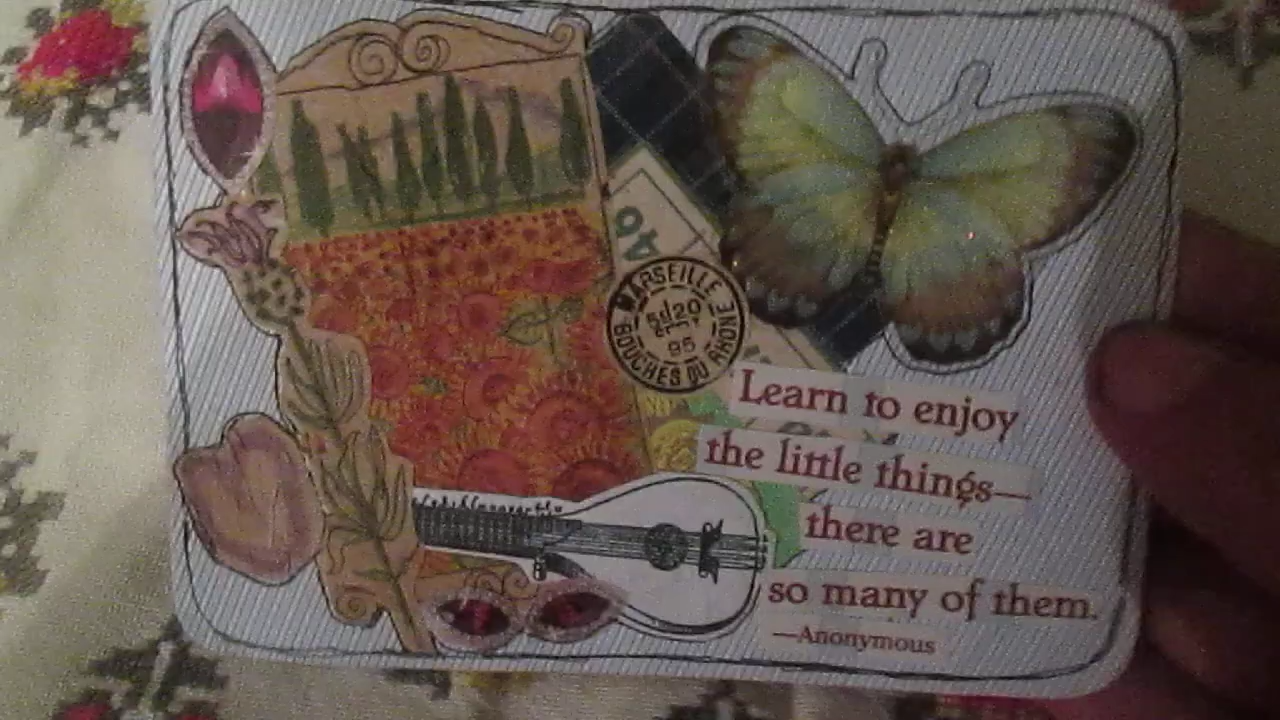 40
MARSEILLE
20
95
BOUCHES DU RHONE
Learn to enjoy
the little things—
there are
so many of them.
—Anonymous